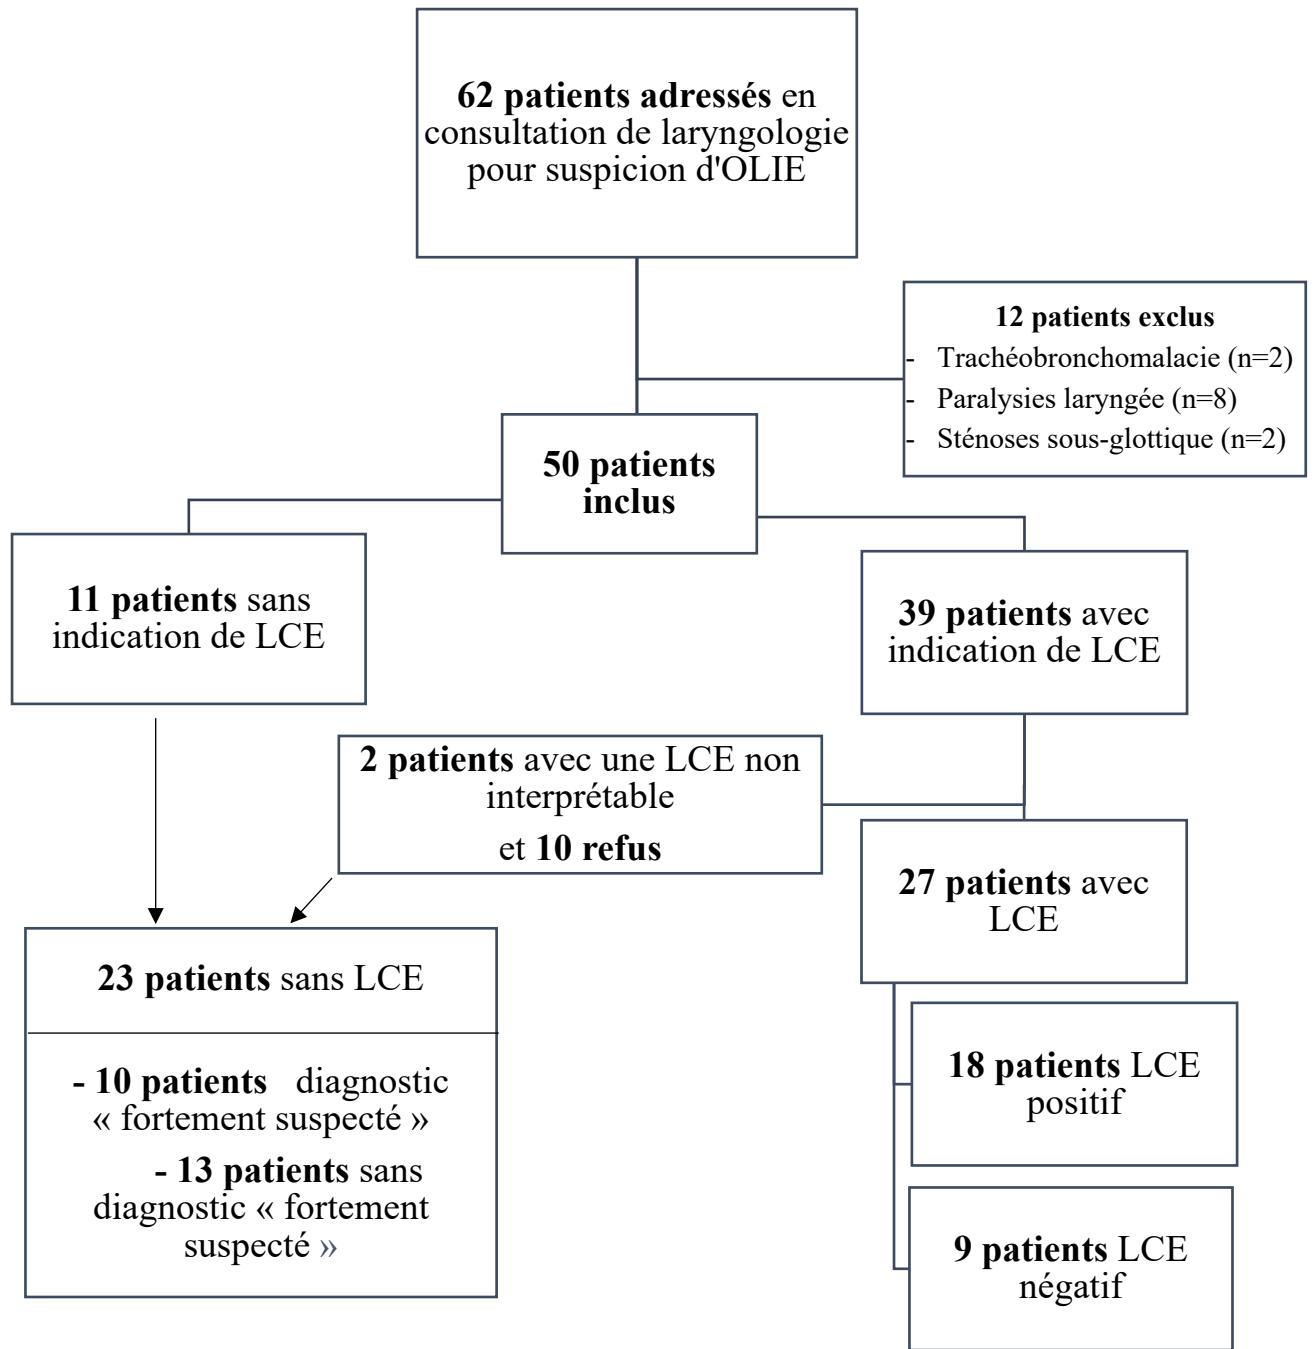 62 patients adressés en
consultation de laryngologie
pour suspicion d'OLIE
12 patients exclus
- Trachéobronchomalacie (n=2)
- Paralysies laryngée (n=8)
- Sténoses sous-glottique (n=2)
50 patients
inclus
11 patients sans
indication de LCE
39 patients avec
indication de LCE
2 patients avec une LCE non
interprétable
et 10 refus
27 patients avec
LCE
23 patients sans LCE
- 10 patients diagnostic
« fortement suspecté »
- 13 patients sans
diagnostic « fortement
suspecté »
18 patients LCE
positif
9 patients LCE
négatif